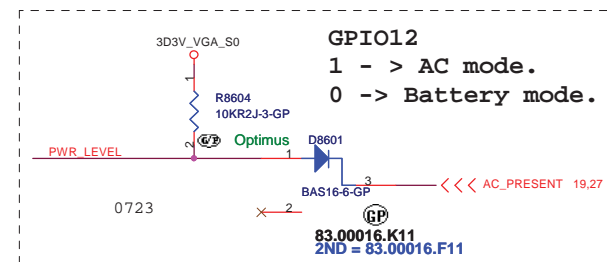 GPIO12
3D3V_VGA_S0
1 - > AC mode.
0 -> Battery mode.
1
R8604
10KR2J-3-GP
2
G/P
Optimus
D8601
PWR_LEVEL
1
BAS16-6-GP
3
AC_PRESENT 19,27
0723
2
GP
83.00016.K11
2ND = 83.00016.F11